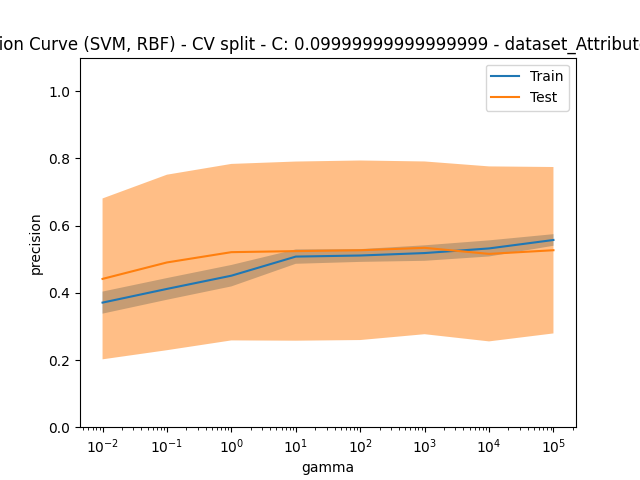 ion Curve (SVM, RBF) - CV split - C: 0.09999999999999999 - dataset_Attribut
Train
Test
precision
1.0
0.8
0.6
0.4
0.2
0.0
10⁻² 10⁻¹ 10⁰ 10¹ 10² 10³ 10⁴ 10⁵
gamma